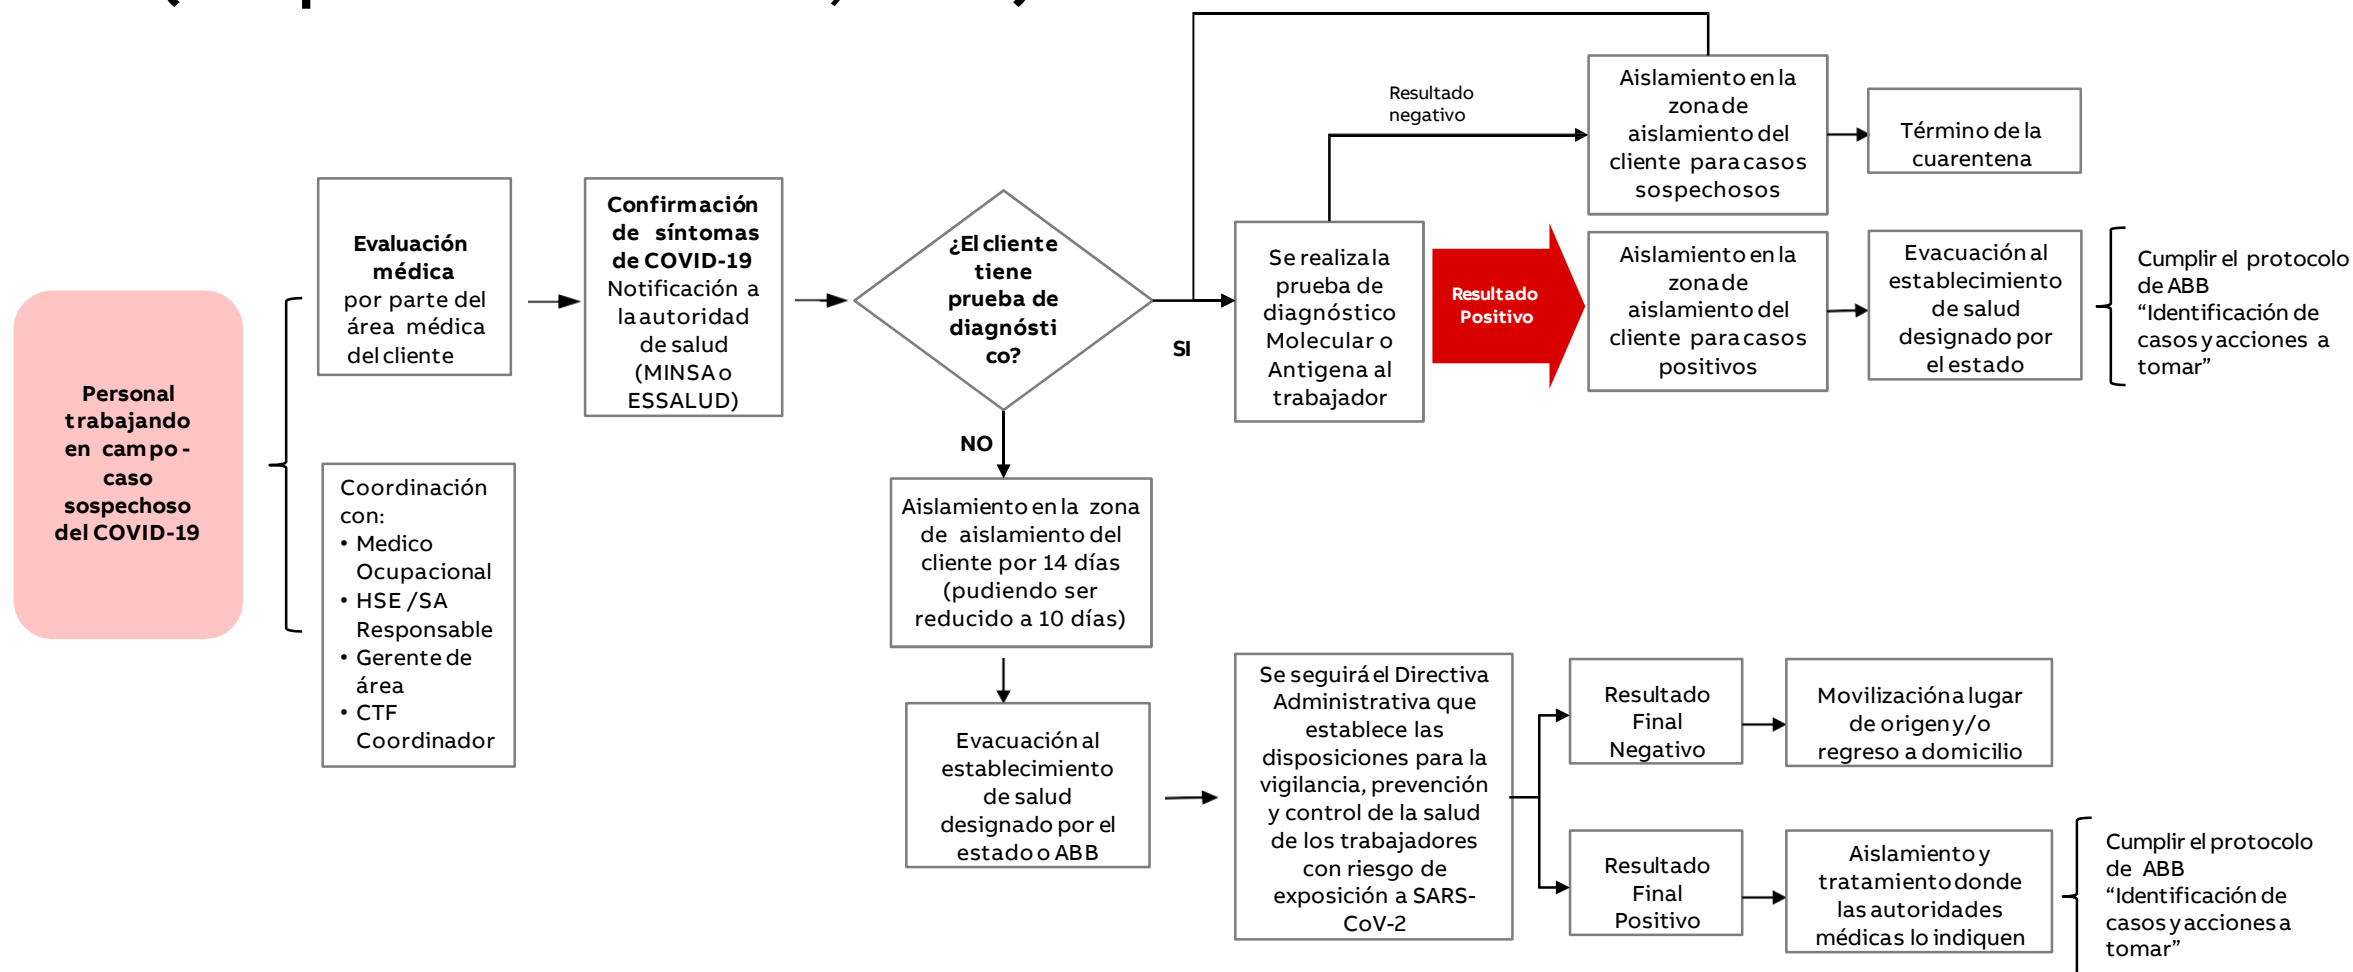 Personal
trabajando
en campo -
caso
sospechoso
del COVID-19
Evaluación
médica
por parte del
área médica
del cliente
Coordinación
con:
• Medico
Ocupacional
• HSE /SA
Responsable
• Gerente de
área
• CTF
Coordinador
Confirmación
de síntomas
de COVID-19
Notificación a
la autoridad
de salud
(MINSA o
ESSALUD)
¿El cliente
tiene
prueba de
diagnósti
co?
SI
NO
Se realiza la
prueba de
diagnóstico
Molecular o
Antigena al
trabajador
Resultado
negativo
Aislamiento en la
zona de
aislamiento del
cliente para casos
sospechosos
Término de la
cuarentena
Resultado
Positivo
Aislamiento en la
zona de
aislamiento del
cliente para casos
positivos
Evacuación al
establecimiento
de salud
designado por
el estado
Cumplir el protocolo
de ABB
“Identificación de
casos y acciones a
tomar”
Aislamiento en la zona
de aislamiento del
cliente por 14 días
(pudiendo ser
reducido a 10 días)
Evacuación al
establecimiento
de salud
designado por el
estado o ABB
Se seguirá el Directiva
Administrativa que
establece las
disposiciones para la
vigilancia, prevención
y control de la salud
de los trabajadores
con riesgo de
exposición a SARS-
CoV-2
Resultado
Final
Negativo
Movilización a lugar
de origen y/o
regreso a domicilio
Resultado
Final
Positivo
Aislamiento y
tratamiento donde
las autoridades
médicas lo indiquen
Cumplir el protocolo
de ABB
“Identificación de
casos y acciones a
tomar”